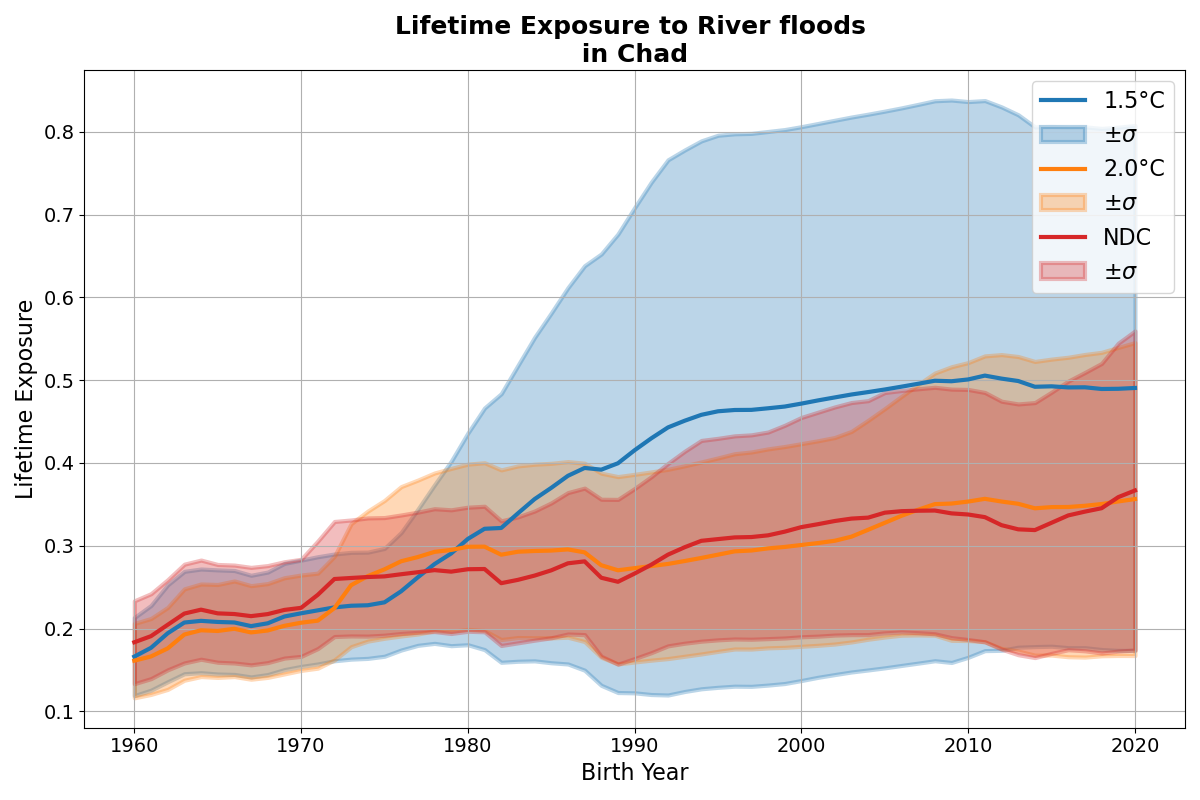 Lifetime Exposure to River floods
in Chad
1.5°C
±σ
2.0°C
±σ
NDC
±σ
Lifetime Exposure
0.8
0.7
0.6
0.5
0.4
0.3
0.2
0.1
1960 1970 1980 1990 2000 2010 2020
Birth Year